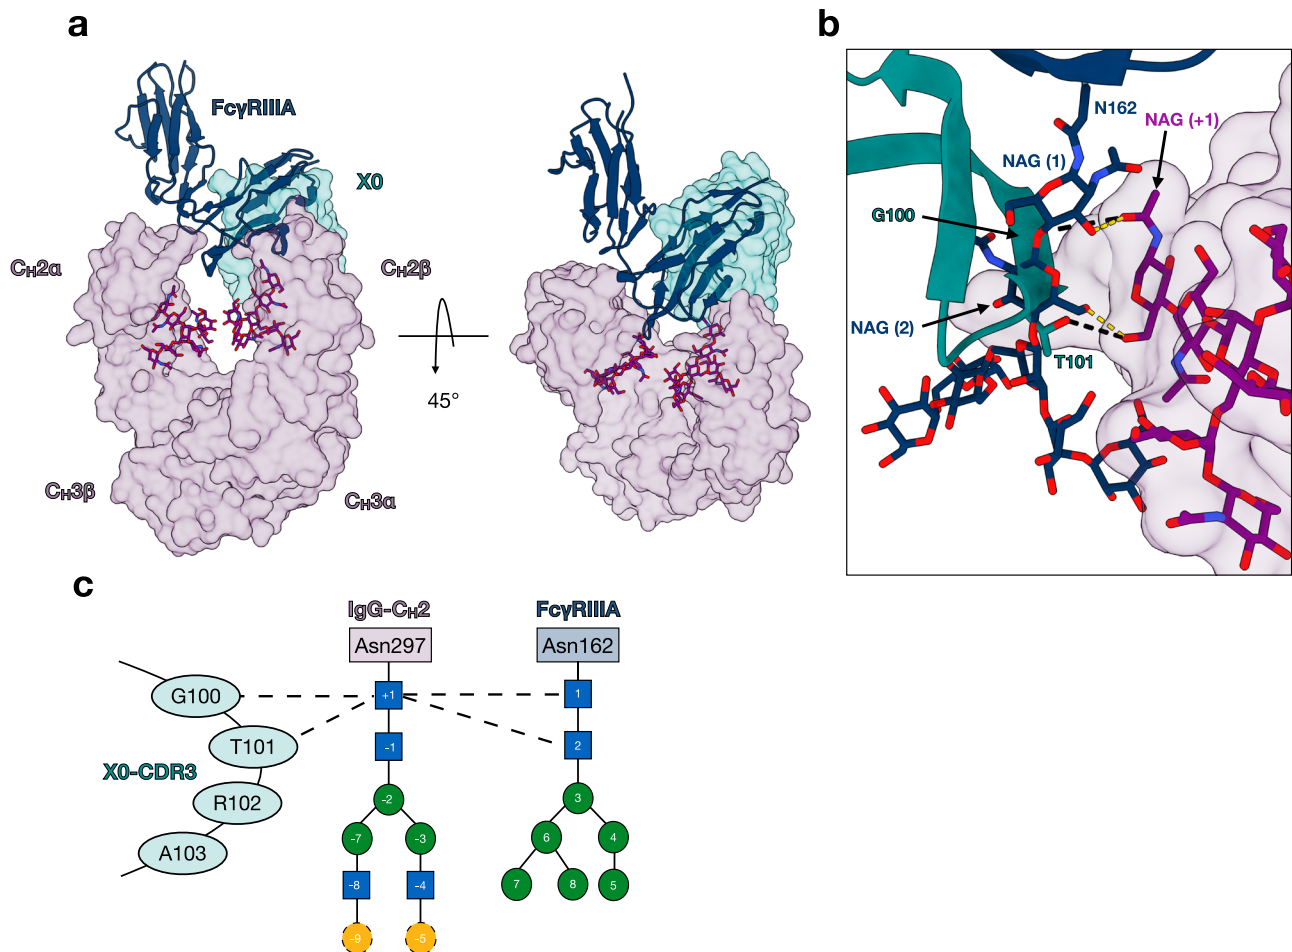 a
FcγRIIIA
X0
CH2α
CH2β
CH3β
CH3α
45°
b
N162
NAG (+1)
NAG (1)
G100
NAG (2)
T101
c
IgG-CH2
FcγRIIIA
Asn297
Asn162
G100
+1
1
T101
-1
2
X0-CDR3
R102
-2
3
A103
-7
-3
6
4
-8
-4
7
8
5
-9
-5